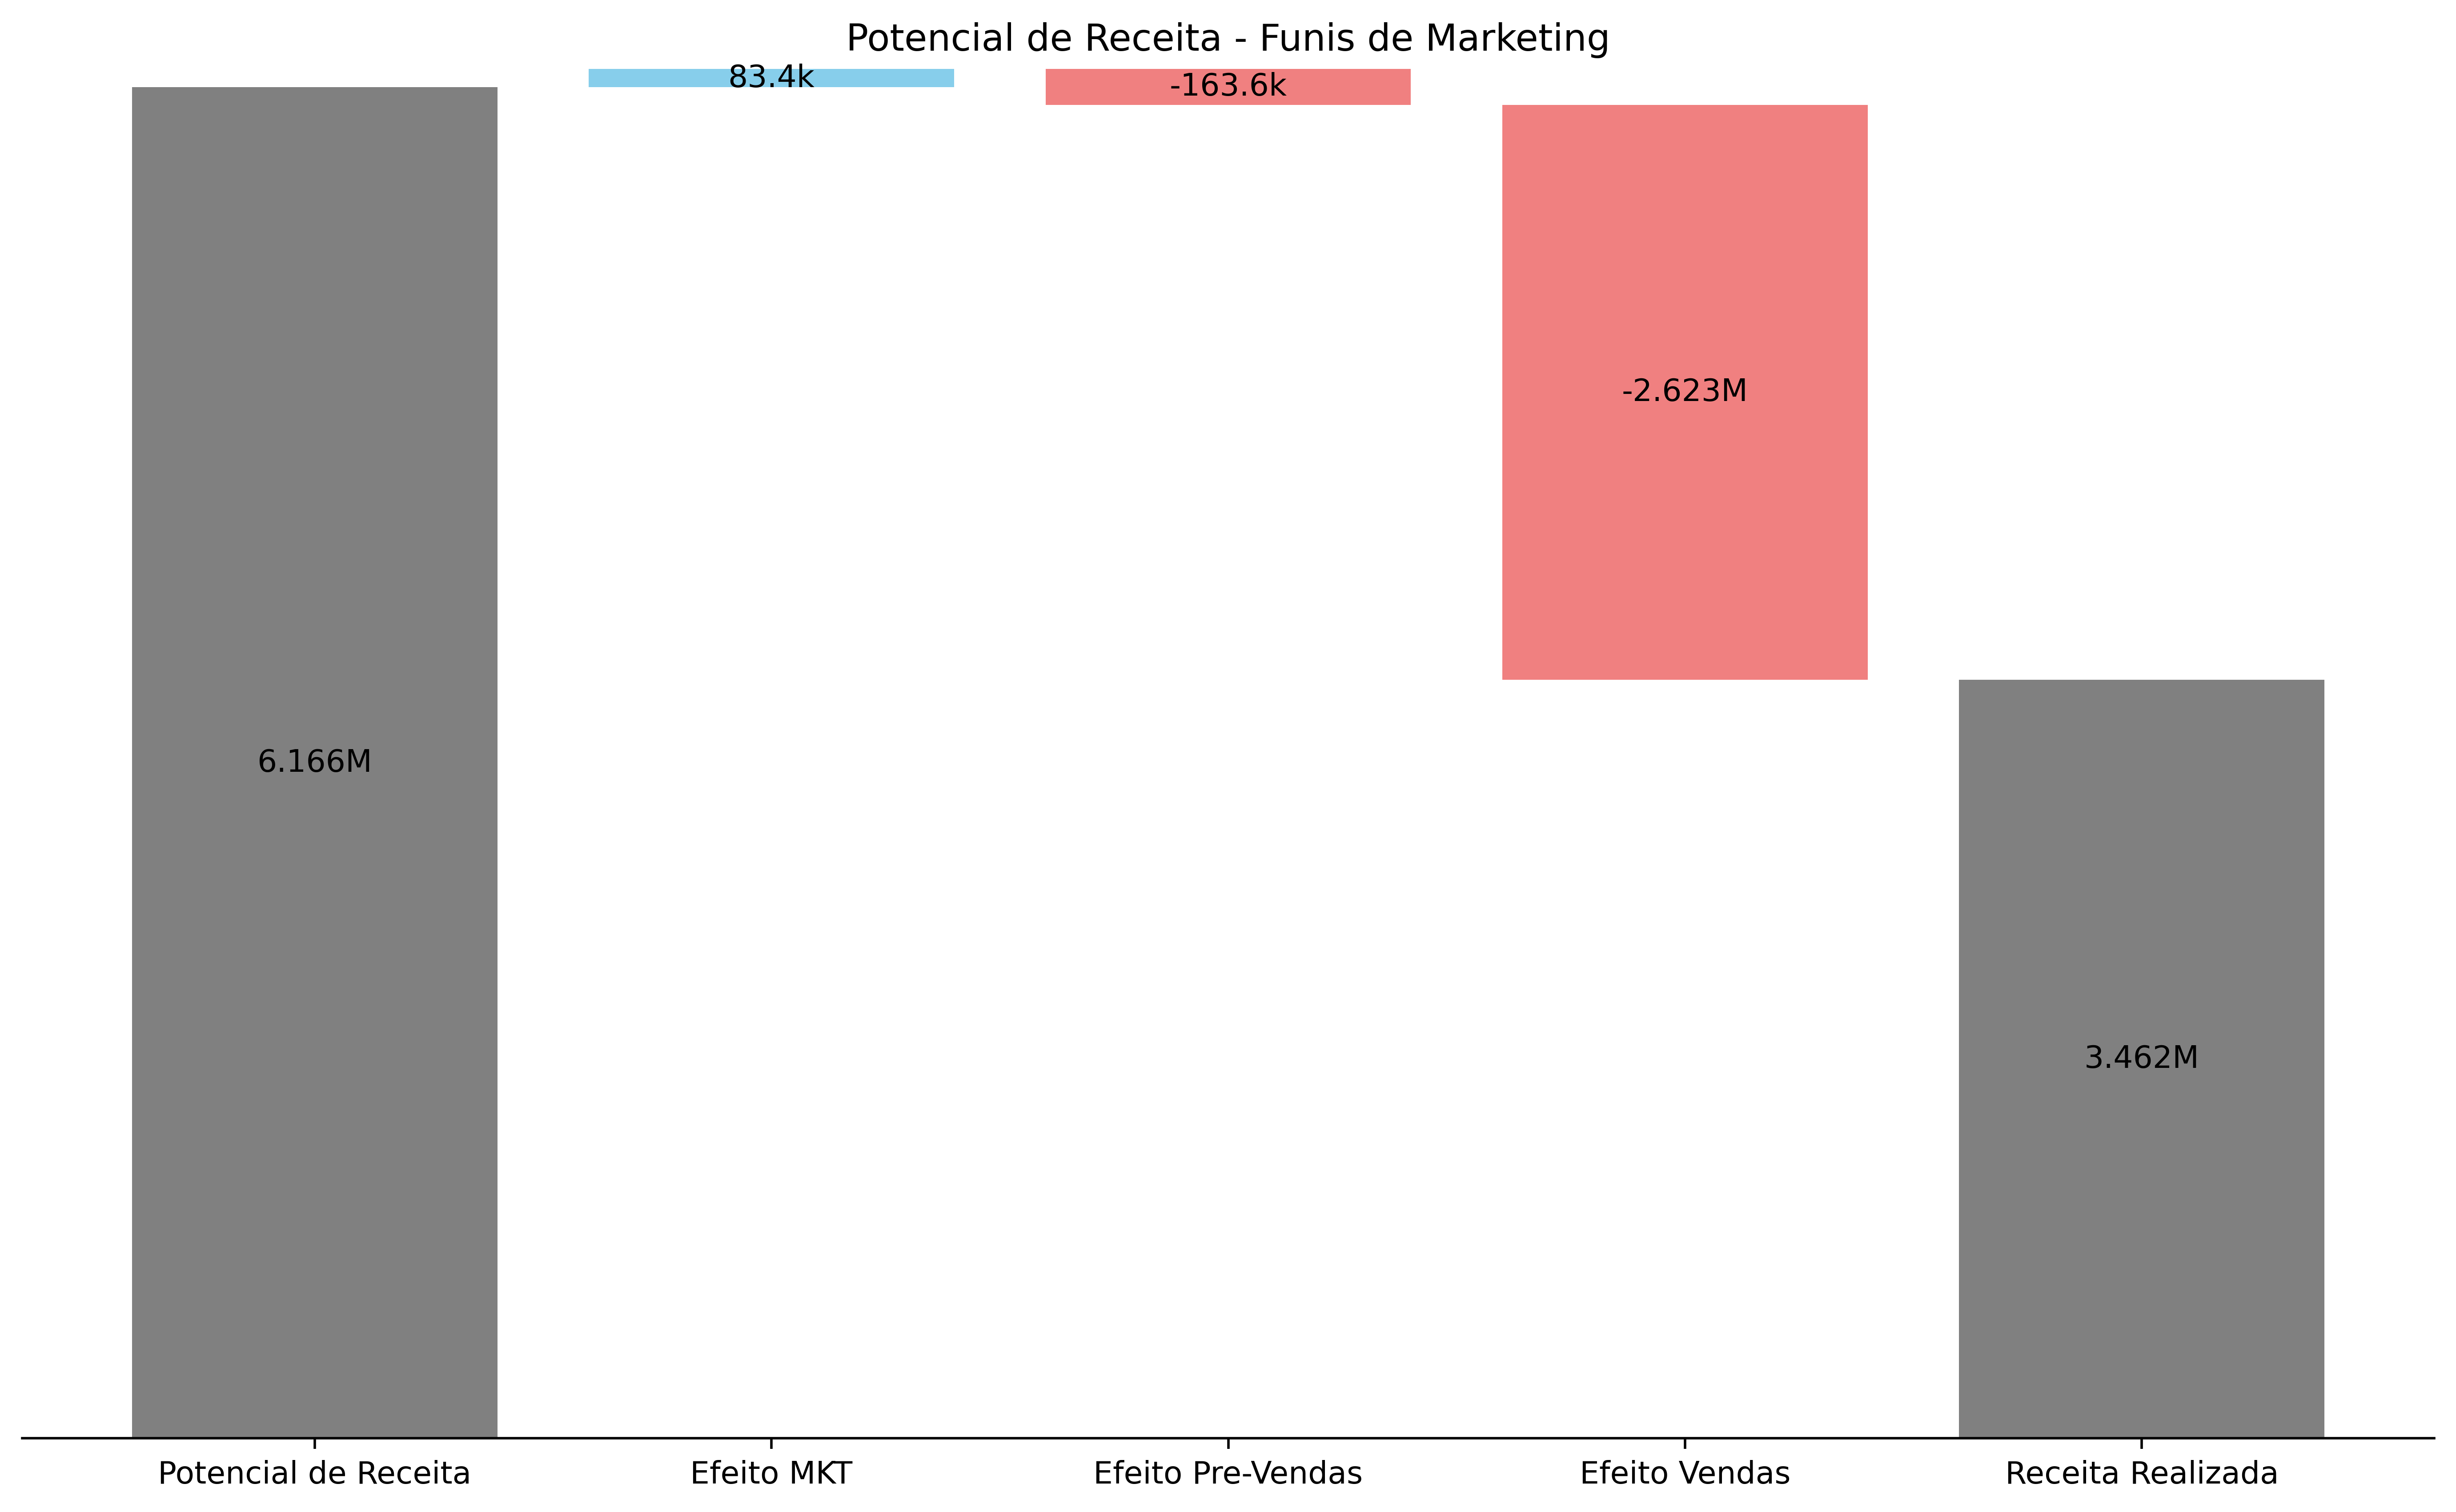 Potencial de Receita - Funis de Marketing
83.4k
-163.6k
-2.623M
6.166M
3.462M
Potencial de Receita
Efeito MKT
Efeito Pre-Vendas
Efeito Vendas
Receita Realizada